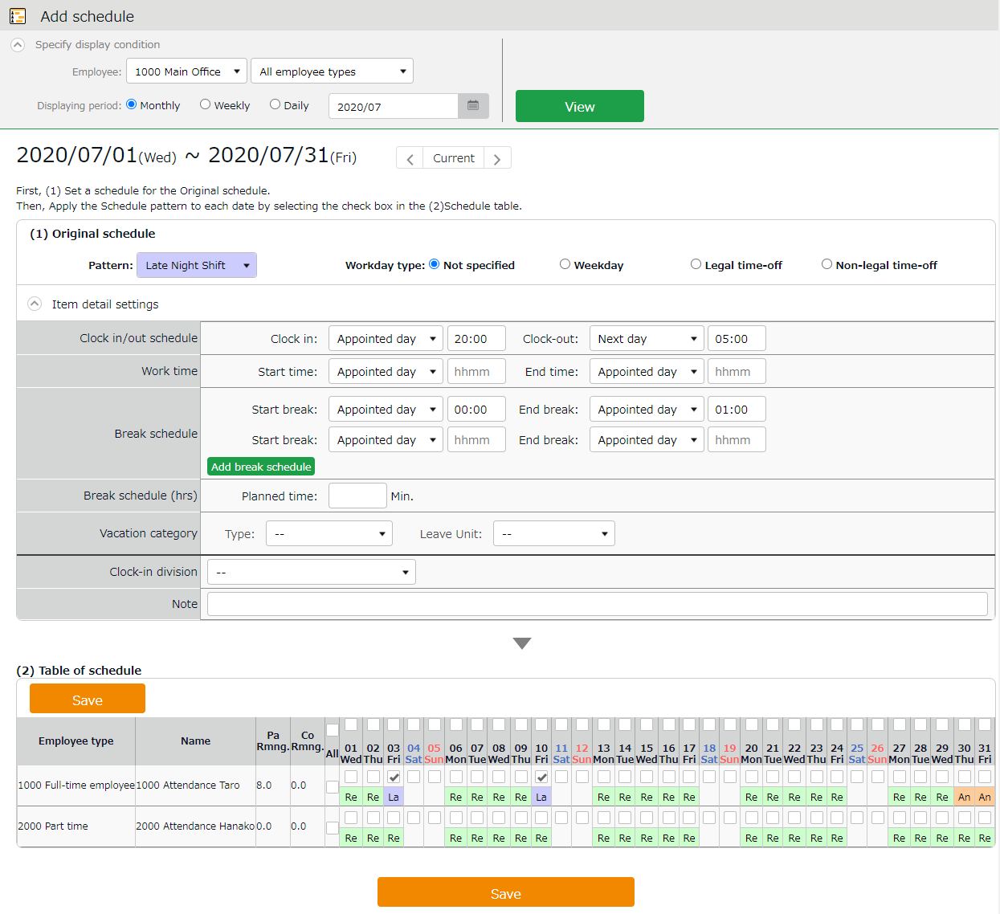 Add schedule
Specify display condition
Employee: 1000 Main Office All employee types
Displaying period: Monthly Weekly Daily 2020/07 View
2020/07/01(Wed) ~ 2020/07/31(Fri) Current
First, (1) Set a schedule for the Original schedule.
Then, Apply the Schedule pattern to each date by selecting the check box in the (2)Schedule table.
(1) Original schedule
Pattern: Late Night Shift Workday type: Not specified Weekday Legal time-off Non-legal time-off
Item detail settings
Clock in/out schedule Clock in: Appointed day 20:00 Clock-out: Next day 05:00
Work time Start time: Appointed day hhmm End time: Appointed day hhmm
Break schedule Start break: Appointed day 00:00 End break: Appointed day 01:00
Start break: Appointed day hhmm End break: Appointed day hhmm
Add break schedule
Break schedule (hrs) Planned time: Min.
Vacation category Type: -- Leave Unit: --
Clock-in division --
Note
(2) Table of schedule
Save
Employee type Name Pa Rmng. Co Rmng. All 01 02 03 04 05 06 07 08 09 10 11 12 13 14 15 16 17 18 19 20 21 22 23 24 25 26 27 28 29 30 31
Wed Thu Fri Sat Sun Mon Tue Wed Thu Fri Sat Sun Mon Tue Wed Thu Fri Sat Sun Mon Tue Wed Thu Fri Sat Sun Mon Tue Wed Thu Fri
1000 Full-time employee 1000 Attendance Taro 8.0 0.0
Re Re La Re Re Re Re La Re Re Re Re Re Re Re Re Re Re Re Re Re An An
2000 Part time 2000 Attendance Hanako 0.0 0.0
Re Re Re Re Re Re Re Re Re Re Re Re Re Re Re Re Re Re Re Re Re Re Re
Save